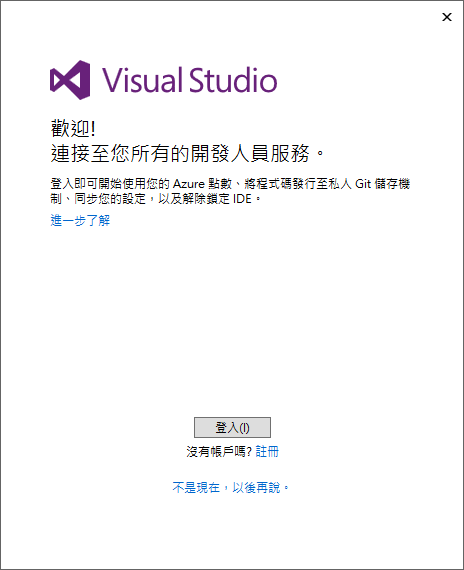 Visual Studio
歡迎!
連接至您所有的開發人員服務。
登入即可開始使用您的 Azure 點數、將程式碼發行至私人 Git 儲存機
制、同步您的設定，以及解除鎖定 IDE。
進一步了解
登入(I)
沒有帳戶嗎? 註冊
不是現在，以後再說。